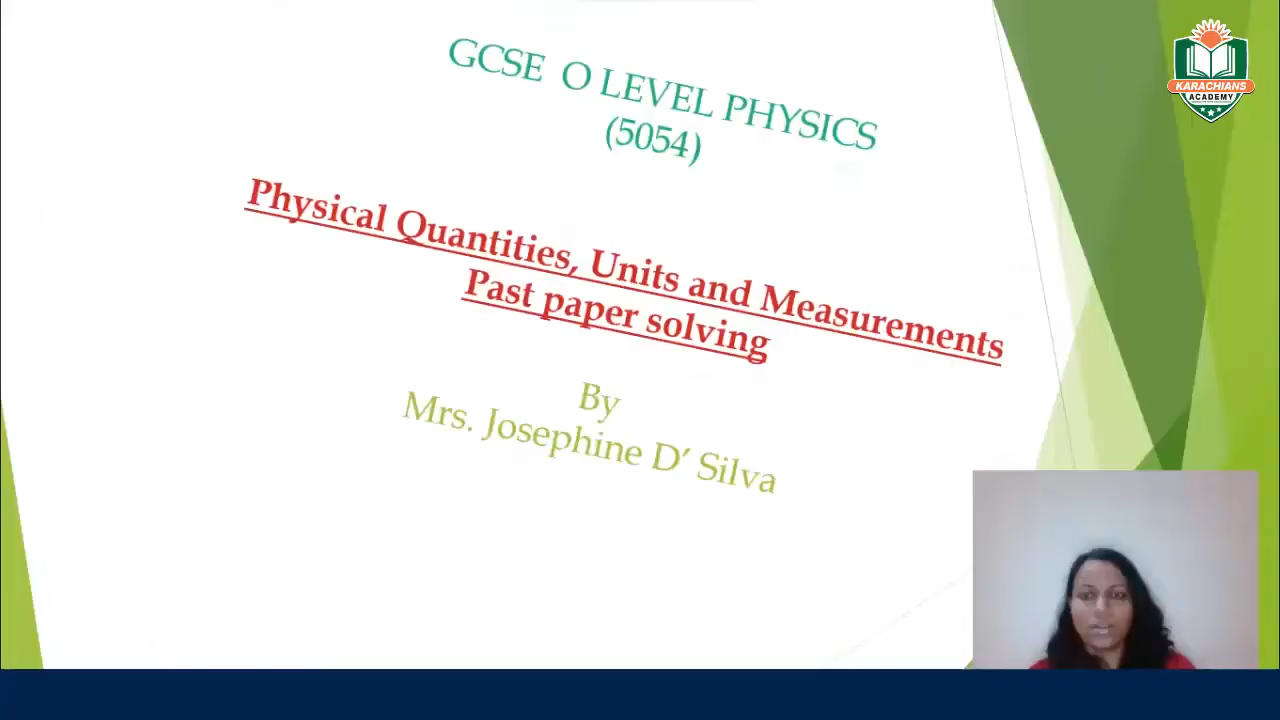 GCSE O LEVEL PHYSICS
(5054)
Physical Quantities, Units and Measurements
Past paper solving
By
Mrs. Josephine D’ Silva
KARACHIANS
ACADEMY